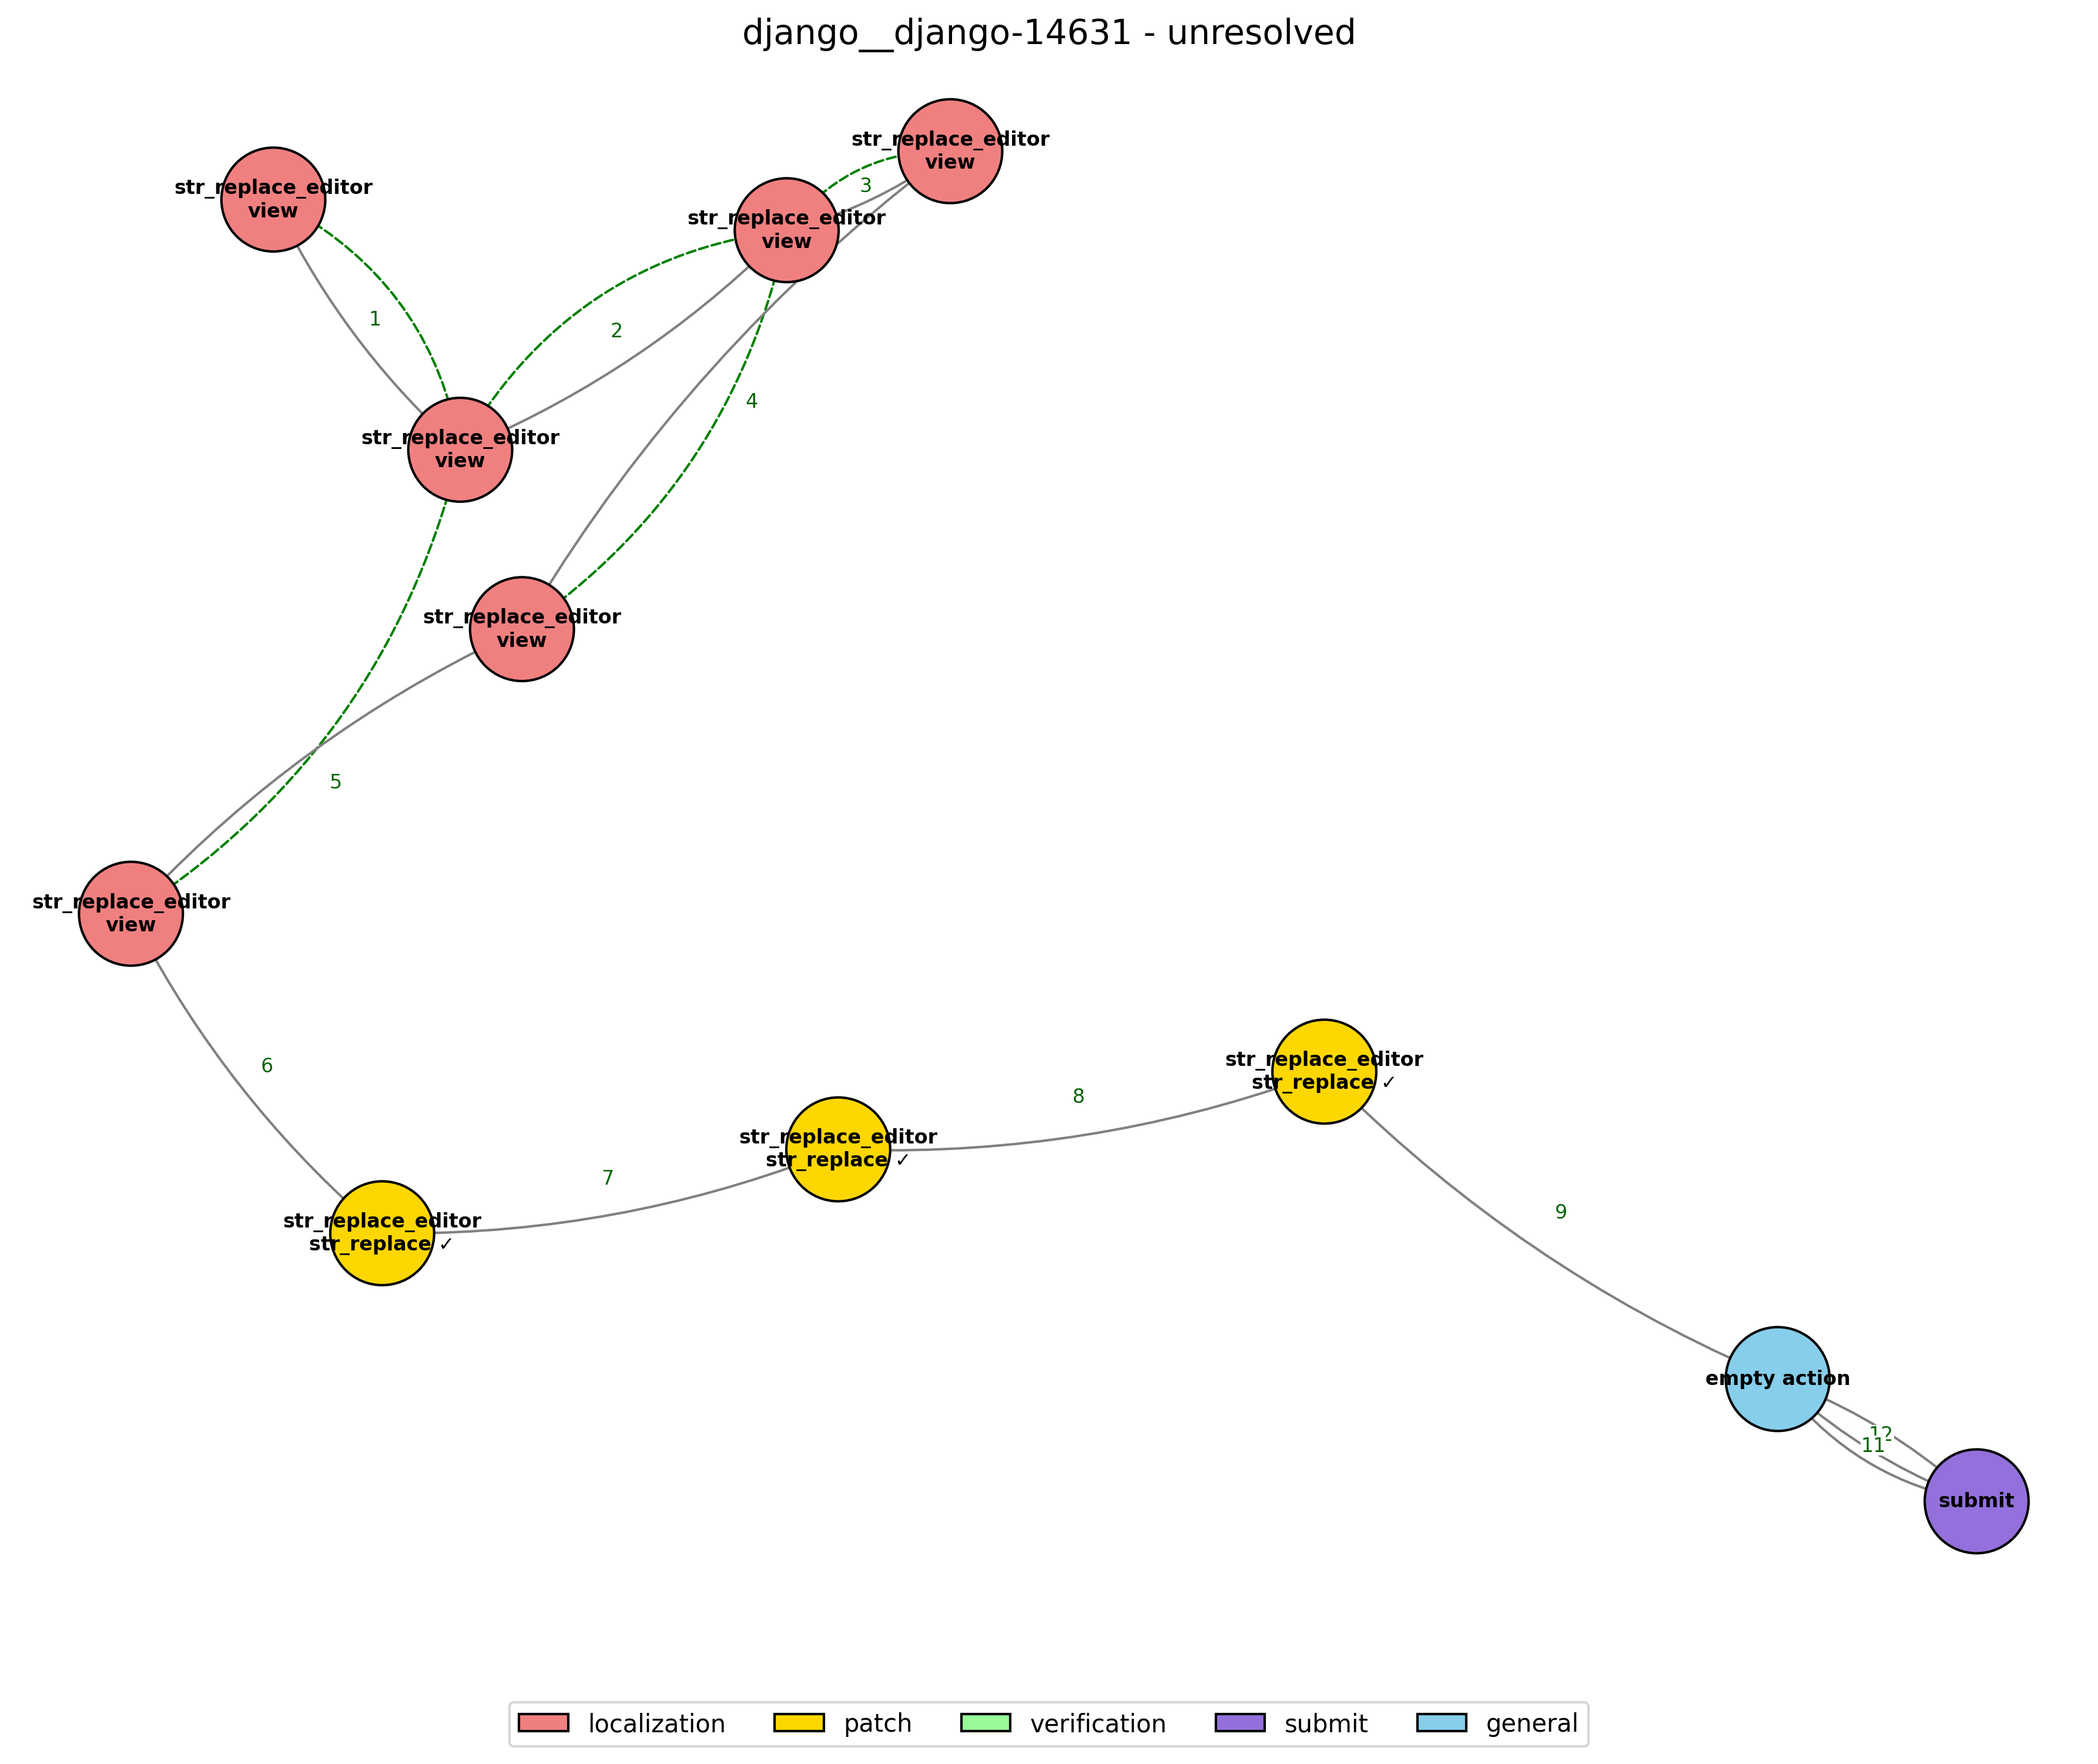 django__django-14631 - unresolved
str_replace_editor
view
str_replace_editor
view
str_replace_editor
view
3
1
2
4
str_replace_editor
view
str_replace_editor
view
5
str_replace_editor
view
6
7
8
9
str_replace_editor
str_replace ✓
str_replace_editor
str_replace ✓
str_replace_editor
str_replace ✓
empty action
12
11
submit
localization
patch
verification
submit
general